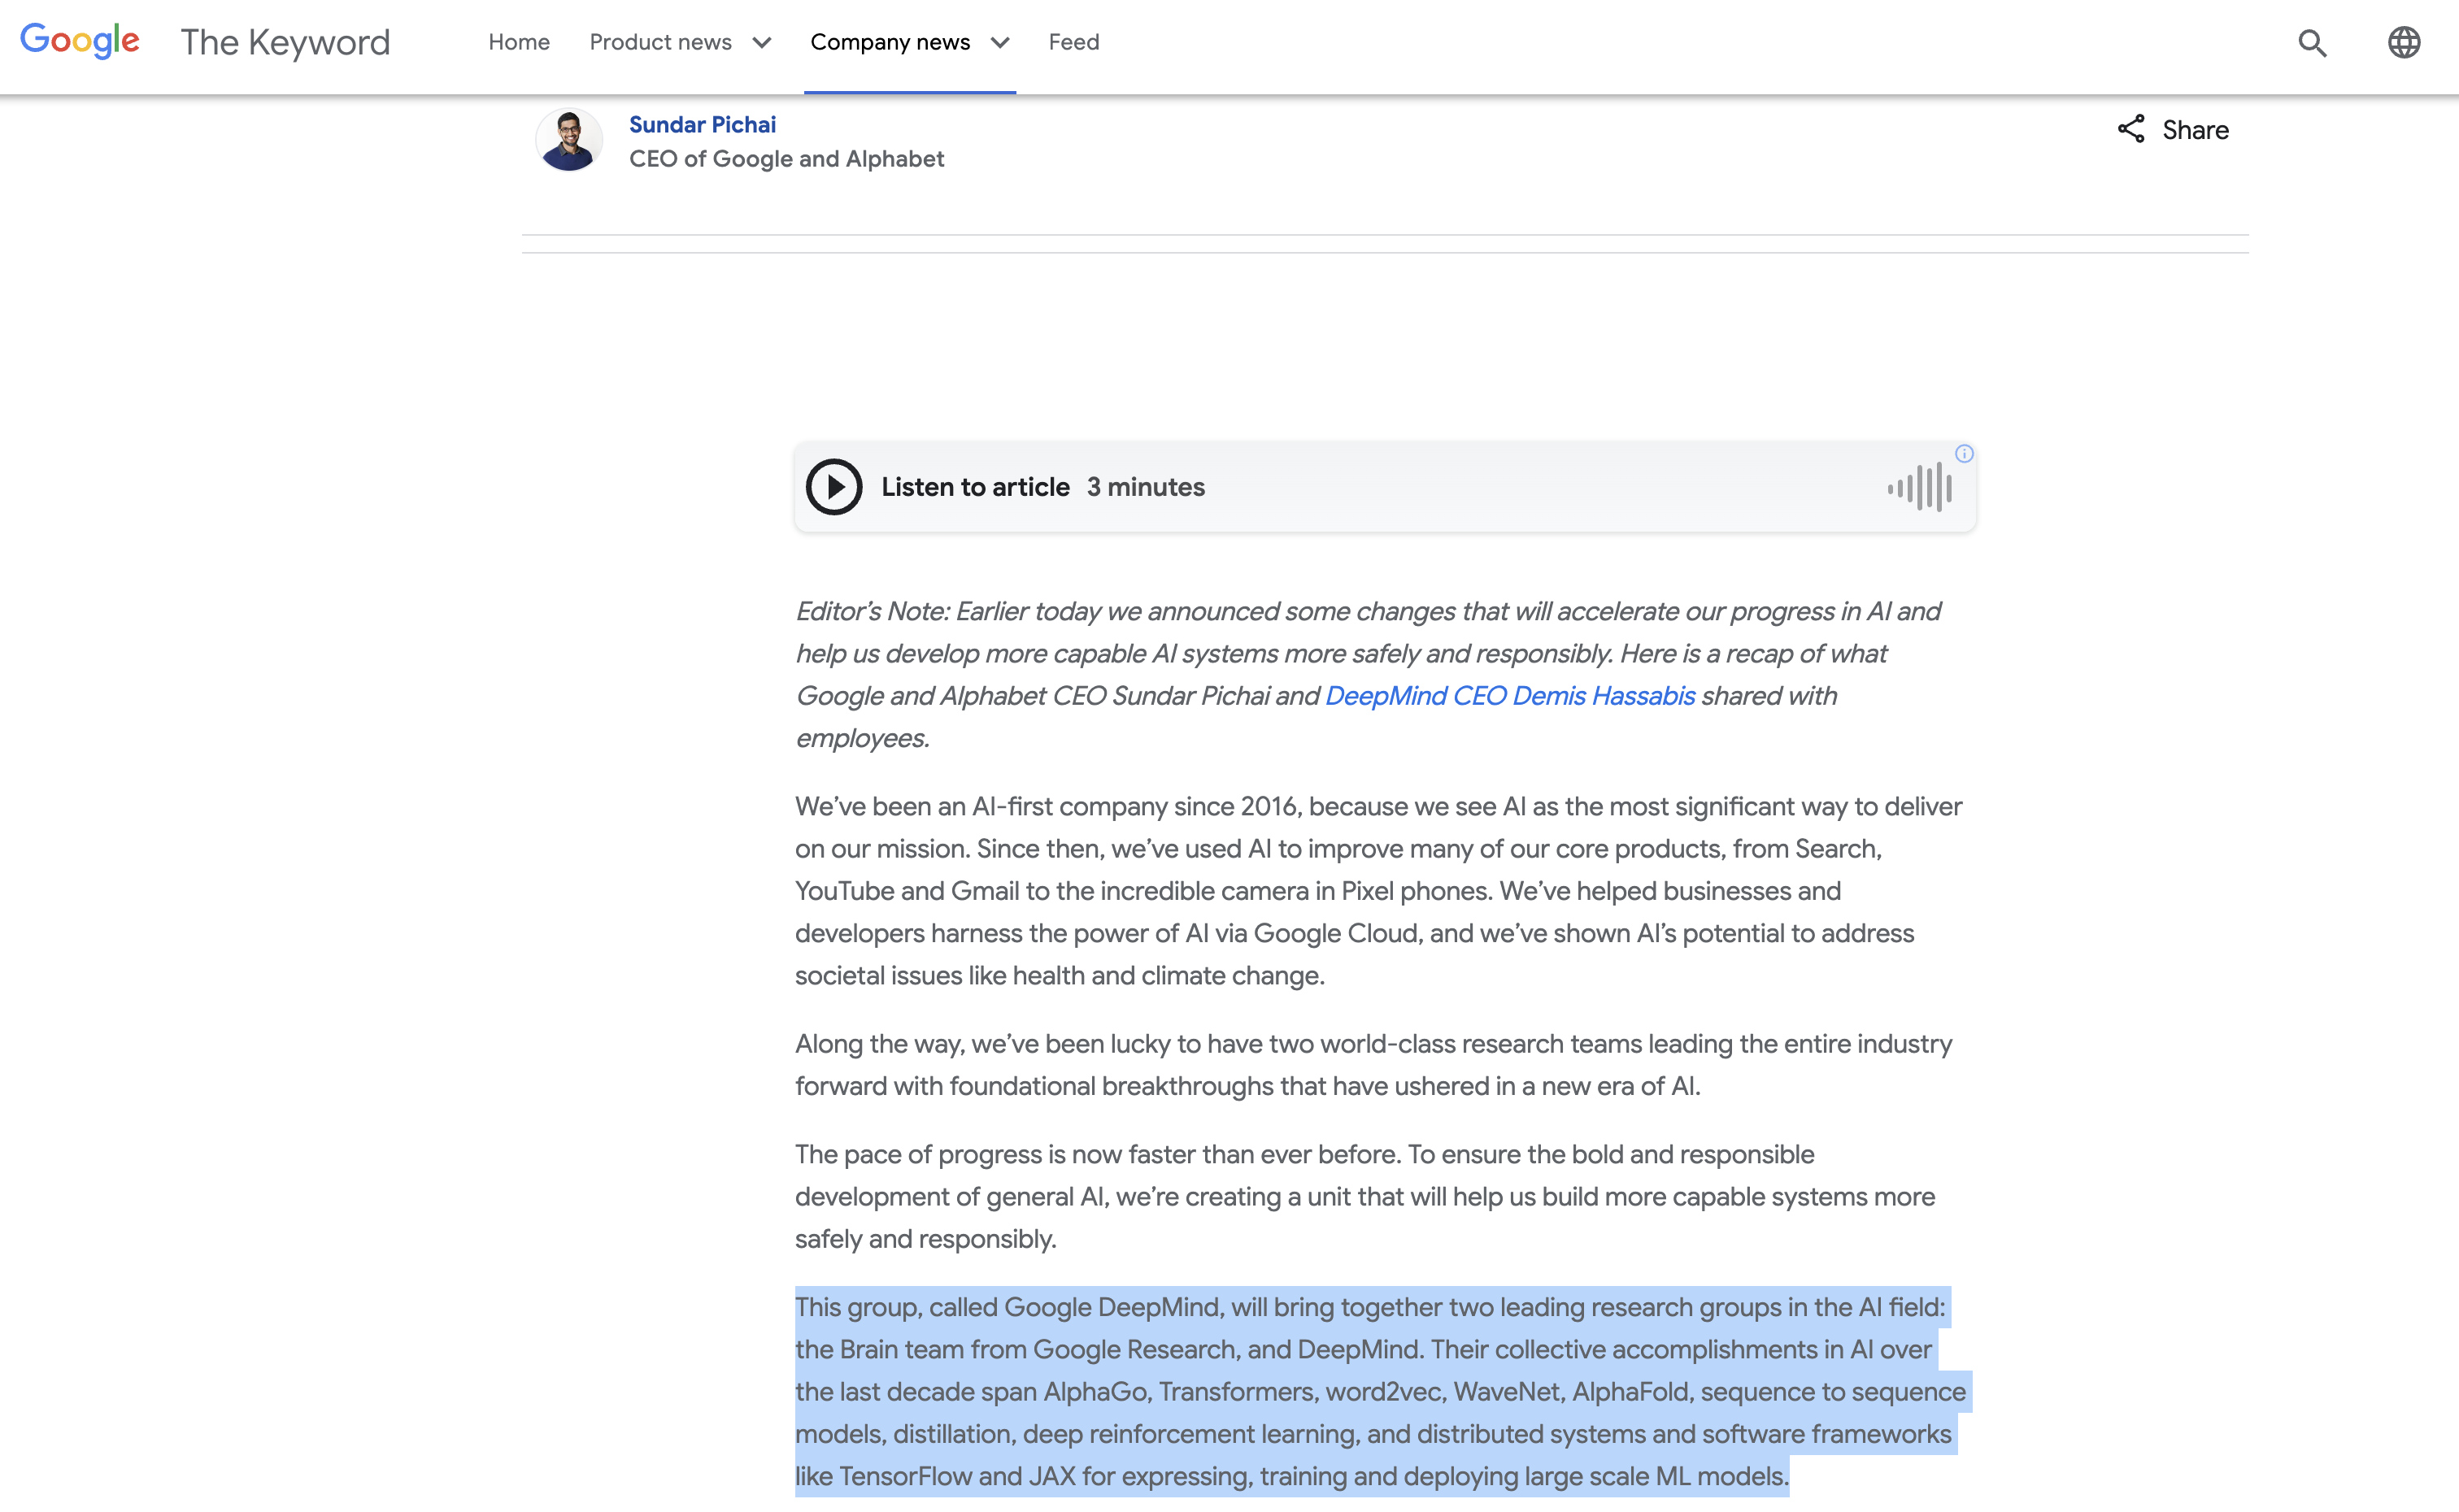 Google The Keyword Home Product news Company news Feed
Sundar Pichai
CEO of Google and Alphabet
Share
Listen to article 3 minutes
Editor’s Note: Earlier today we announced some changes that will accelerate our progress in AI and
help us develop more capable AI systems more safely and responsibly. Here is a recap of what
Google and Alphabet CEO Sundar Pichai and DeepMind CEO Demis Hassabis shared with
employees.
We’ve been an AI-first company since 2016, because we see AI as the most significant way to deliver
on our mission. Since then, we’ve used AI to improve many of our core products, from Search,
YouTube and Gmail to the incredible camera in Pixel phones. We’ve helped businesses and
developers harness the power of AI via Google Cloud, and we’ve shown AI’s potential to address
societal issues like health and climate change.
Along the way, we’ve been lucky to have two world-class research teams leading the entire industry
forward with foundational breakthroughs that have ushered in a new era of AI.
The pace of progress is now faster than ever before. To ensure the bold and responsible
development of general AI, we’re creating a unit that will help us build more capable systems more
safely and responsibly.
This group, called Google DeepMind, will bring together two leading research groups in the AI field:
the Brain team from Google Research, and DeepMind. Their collective accomplishments in AI over
the last decade span AlphaGo, Transformers, word2vec, WaveNet, AlphaFold, sequence to sequence
models, distillation, deep reinforcement learning, and distributed systems and software frameworks
like TensorFlow and JAX for expressing, training and deploying large scale ML models.